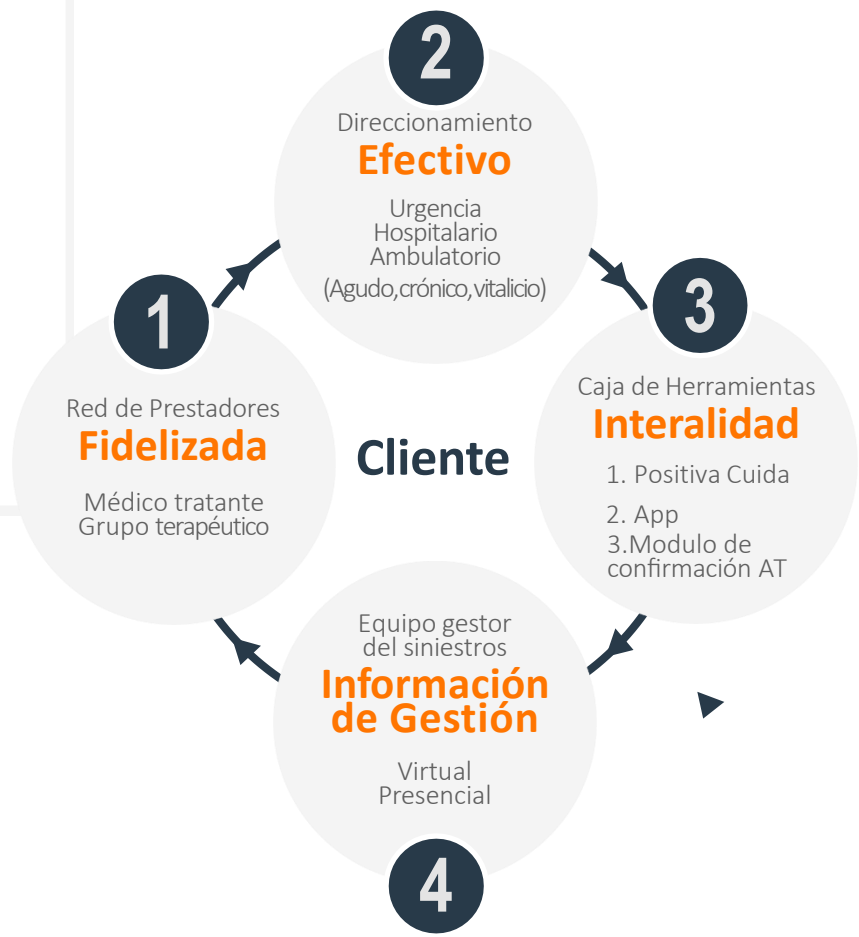 1
Red de Prestadores
Fidelizada
Médico tratante
Grupo terapéutico
2
Direccionamiento
Efectivo
Urgencia
Hospitalario
Ambulatorio
(Agudo,crónico,vitalicio)
3
Caja de Herramientas
Interalidad
1. Positiva Cuida
2. App
3.Modulo de
confirmación AT
Equipo gestor
del siniestros
Información
de Gestión
Virtual
Presencial
4
Cliente